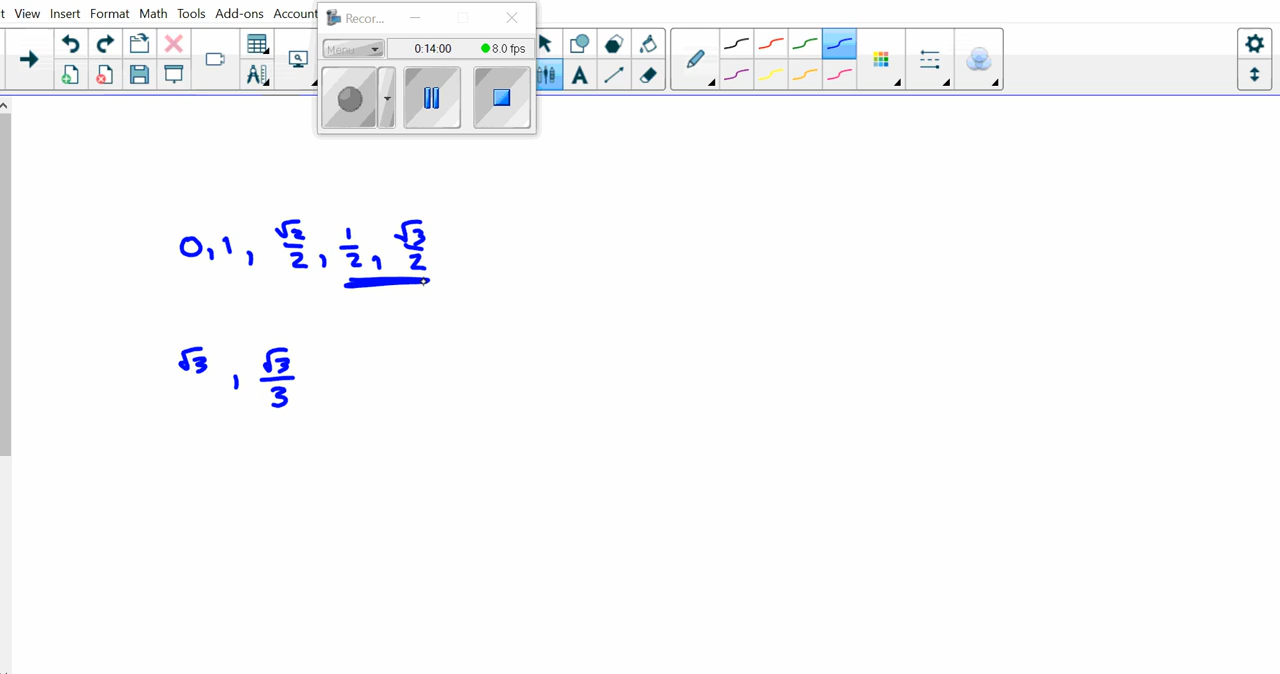 t View Insert Format Math Tools Add-ons Account
Recor...
Menu 0:14:00 8.0 fps
A A
0, 1, √2/2, 1/2, √3/2
√3, √3/3